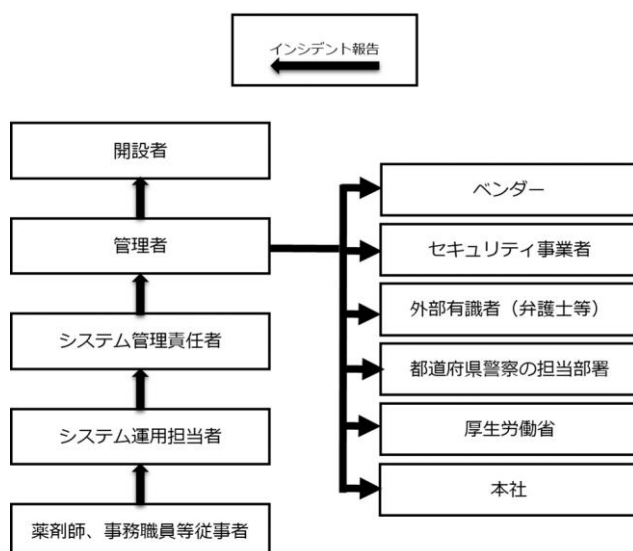 インシデント報告
開設者
管理者
システム管理責任者
システム運用担当者
薬剤師、事務職員等従事者
ベンダー
セキュリティ事業者
外部有識者（弁護士等）
都道府県警察の担当部署
厚生労働省
本社